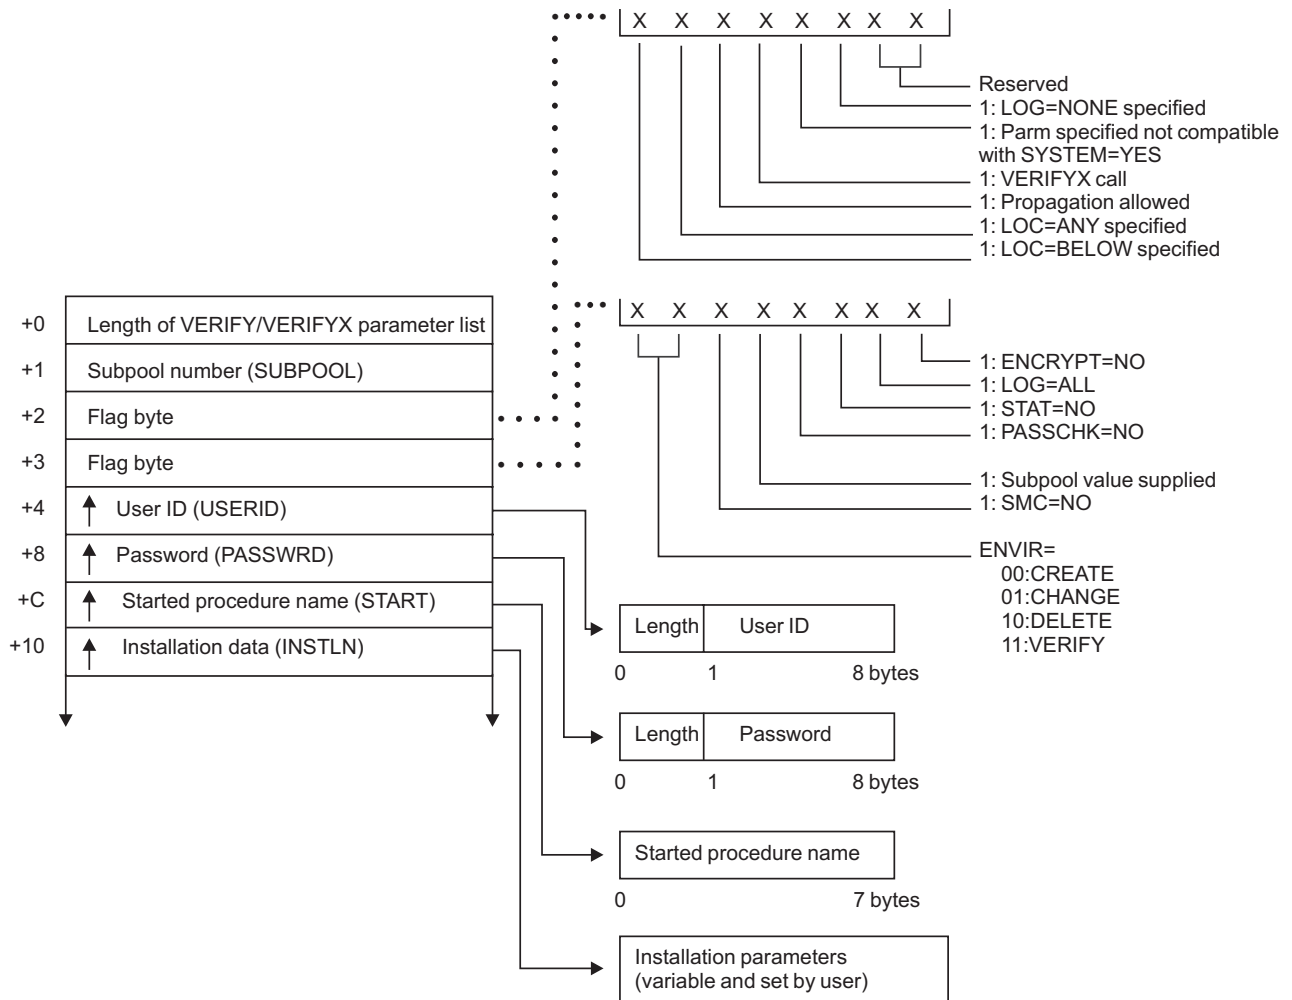 X X X X X X X X
Reserved
1: LOG=NONE specified
1: Parm specified not compatible
with SYSTEM=YES
1: VERIFYX call
1: Propagation allowed
1: LOC=ANY specified
1: LOC=BELOW specified
X X X X X X X X
1: ENCRYPT=NO
1: LOG=ALL
1: STAT=NO
1: PASSCHK=NO
1: Subpool value supplied
1: SMC=NO
ENVIR=
00:CREATE
01:CHANGE
10:DELETE
11:VERIFY
+0 Length of VERIFY/VERIFYX parameter list
+1 Subpool number (SUBPOOL)
+2 Flag byte
+3 Flag byte
+4 User ID (USERID)
+8 Password (PASSWRD)
+C Started procedure name (START)
+10 Installation data (INSTLN)
Length User ID
0 1 8 bytes
Length Password
0 1 8 bytes
Started procedure name
0 7 bytes
Installation parameters
(variable and set by user)